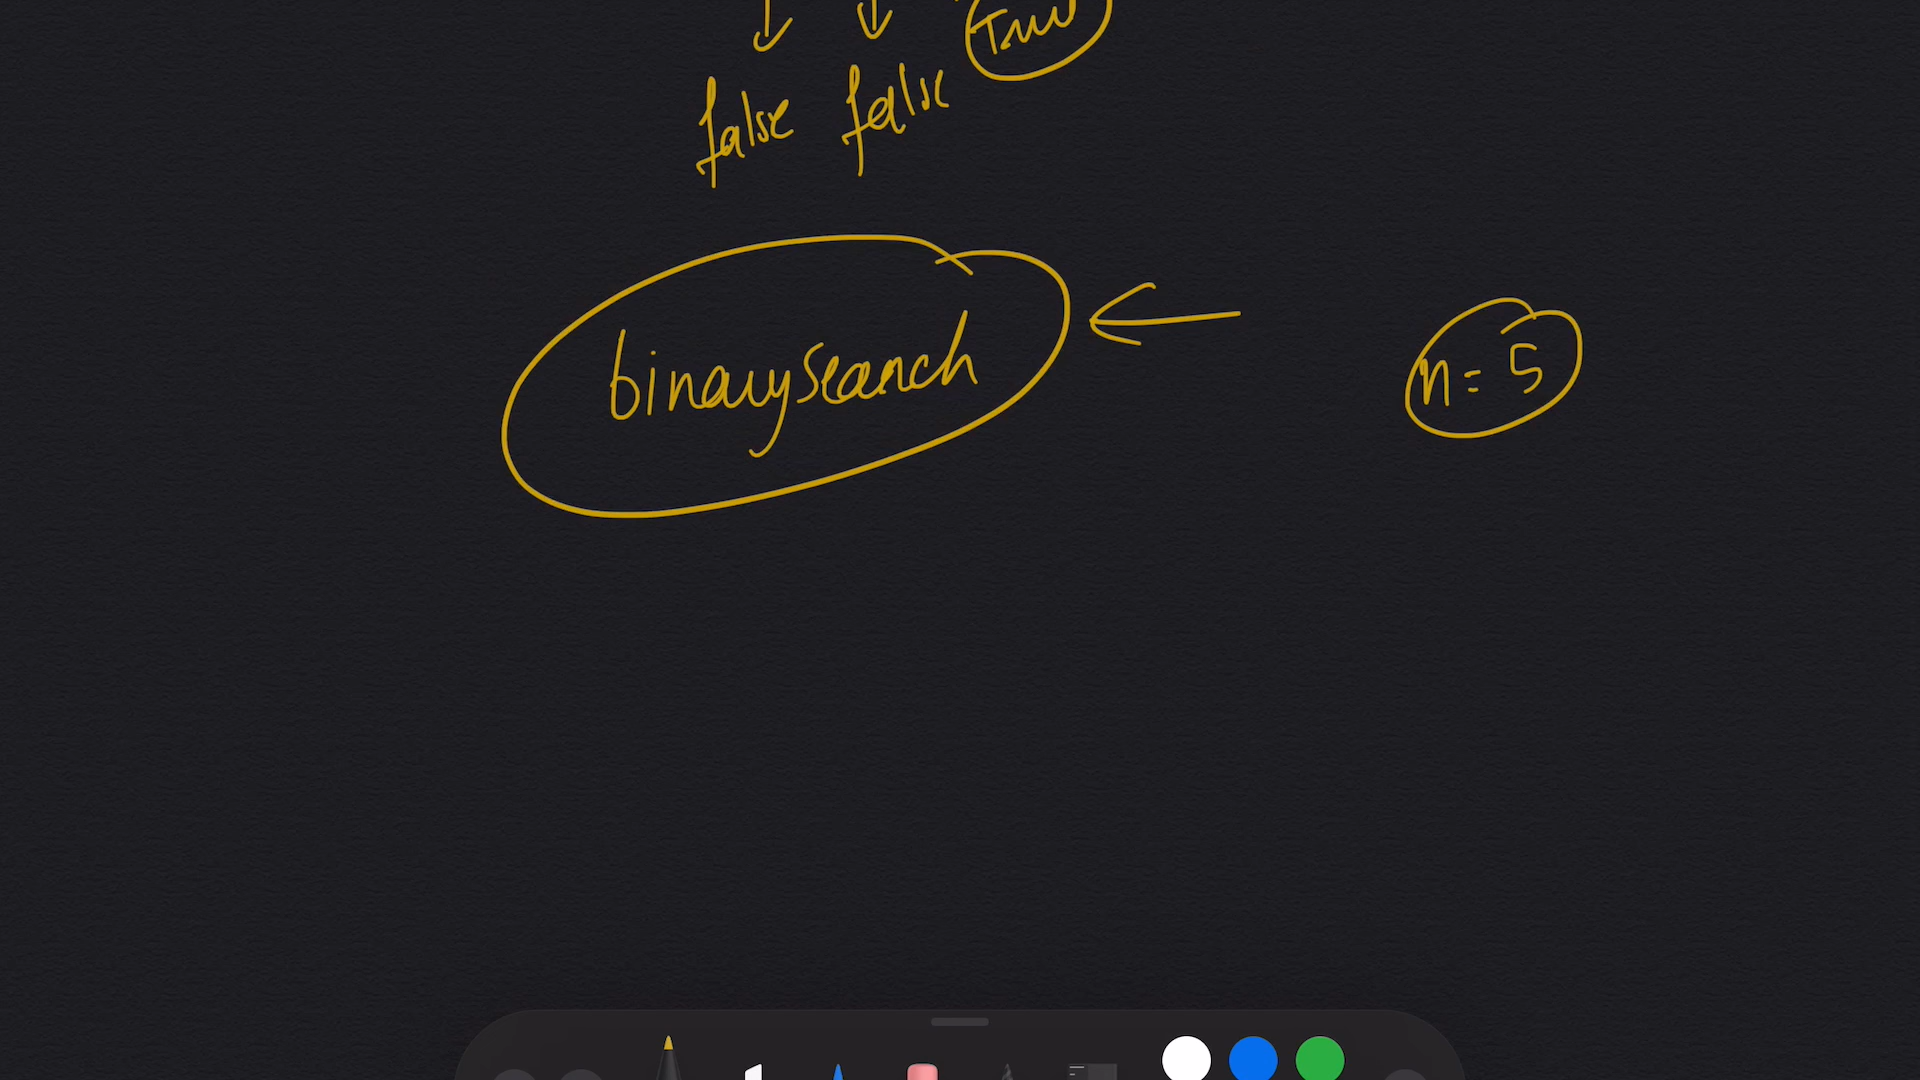 True
false false
binarysearch
n = 5